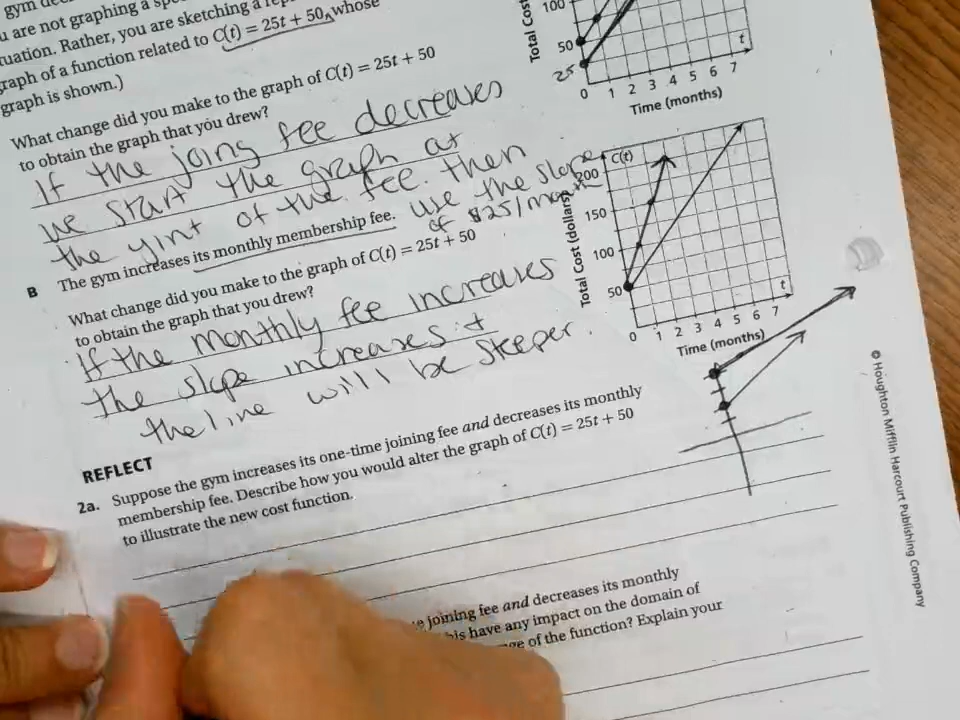 gym
u are not graphing a
tuation. Rather, you are sketching a
graph of a function related to C(t) = 25t + 50, whose
graph is shown.)
What change did you make to the graph of C(t) = 25t + 50
to obtain the graph that you drew?
If the joing fee decreases
we start the graph at
the yint of the fee. then
use the slope
of $25/month
B The gym increases its monthly membership fee.
What change did you make to the graph of C(t) = 25t + 50
to obtain the graph that you drew?
If the monthly fee increases
the slope increases it
the line will be steeper.
REFLECT
2a. Suppose the gym increases its one-time joining fee and decreases its monthly
membership fee. Describe how you would alter the graph of C(t) = 25t + 50
to illustrate the new cost function.
joining fee and decreases its monthly
his have any impact on the domain of
of the function? Explain your
Total Cos
100
50
25
0 1 2 3 4 5 6 7
t
Time (months)
C(t)
200
150
100
50
Total Cost (dollars)
0 1 2 3 4 5 6 7
t
Time (months)
© Houghton Mifflin Harcourt Publishing Company